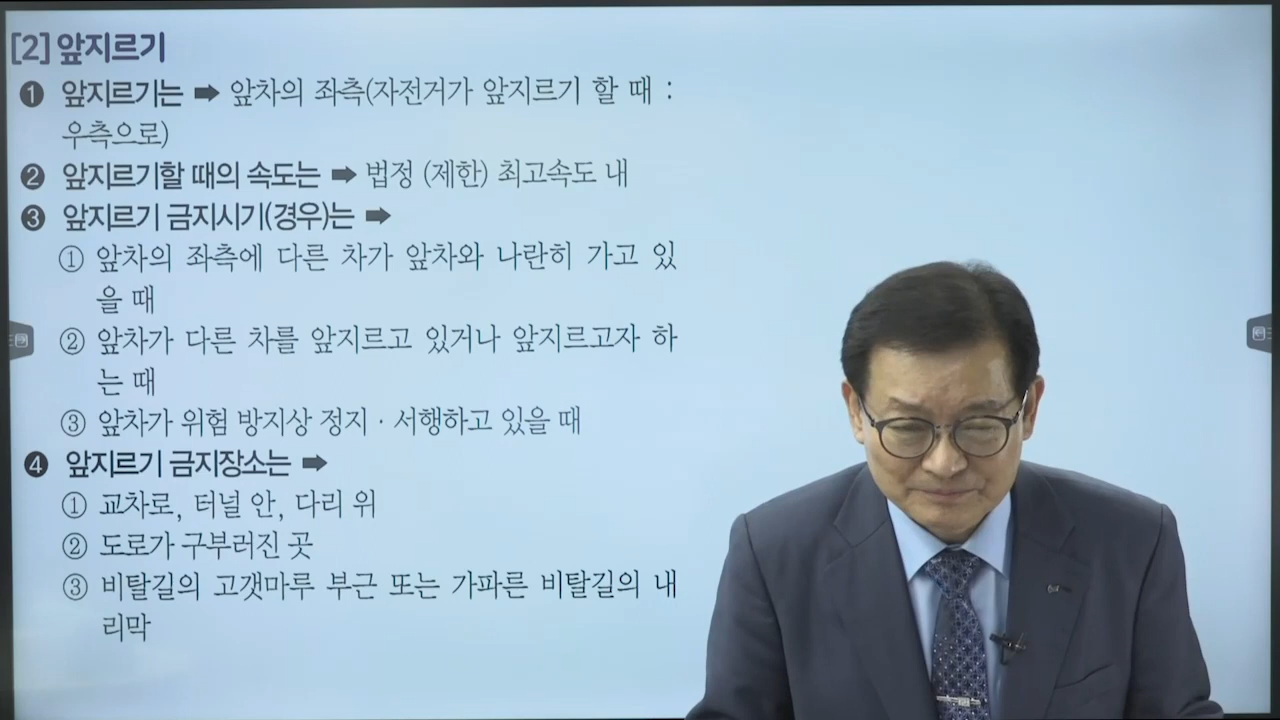 [2] 앞지르기
❶ 앞지르기는 ➡ 앞차의 좌측(자전거가 앞지르기 할 때 :
우측으로)
❷ 앞지르기할 때의 속도는 ➡ 법정 (제한) 최고속도 내
❸ 앞지르기 금지시기(경우)는 ➡
① 앞차의 좌측에 다른 차가 앞차와 나란히 가고 있
을 때
② 앞차가 다른 차를 앞지르고 있거나 앞지르고자 하
는 때
③ 앞차가 위험 방지상 정지 · 서행하고 있을 때
❹ 앞지르기 금지장소는 ➡
① 교차로, 터널 안, 다리 위
② 도로가 구부러진 곳
③ 비탈길의 고갯마루 부근 또는 가파른 비탈길의 내
리막